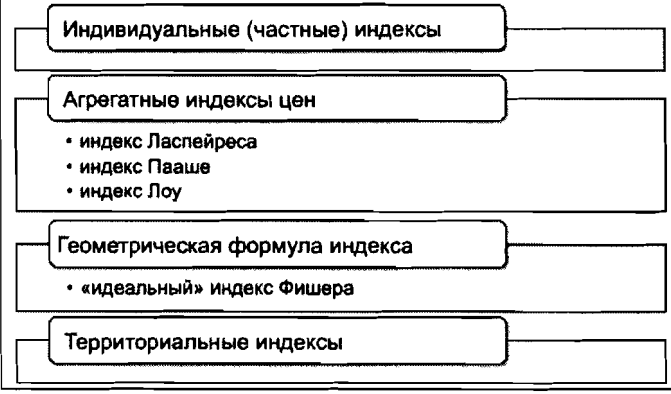 Индивидуальные (частные) индексы
Агрегатные индексы цен
• индекс Ласпейреса
• индекс Пааше
• индекс Лоу
Геометрическая формула индекса
• «идеальный» индекс Фишера
Территориальные индексы